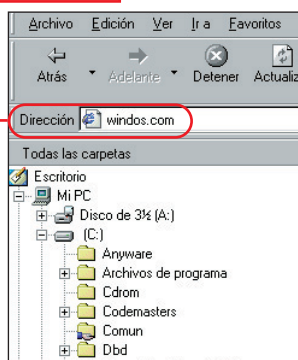 Archivo Edición Ver Ir a Favoritos
Atrás Adelante Detener Actualiz
Dirección windos.com
Todas las carpetas
Escritorio
Mi PC
Disco de 3½ (A:)
(C:)
Anyware
Archivos de programa
Cdrom
Codemasters
Comun
Dbd